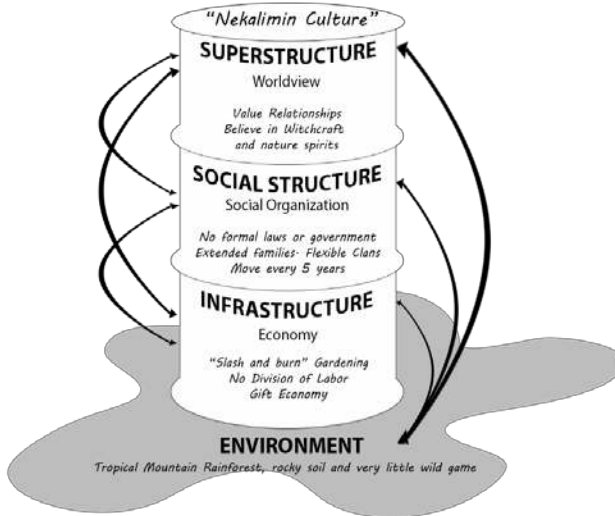 "Nekalimin Culture"
SUPERSTRUCTURE
Worldview
Value Relationships
Believe in Witchcraft
and nature spirits
SOCIAL STRUCTURE
Social Organization
No formal laws or government
Extended families· Flexible Clans
Move every 5 years
INFRASTRUCTURE
Economy
"Slash and burn" Gardening
No Division of Labor
Gift Economy
ENVIRONMENT
Tropical Mountain Rainforest, rocky soil and very little wild game